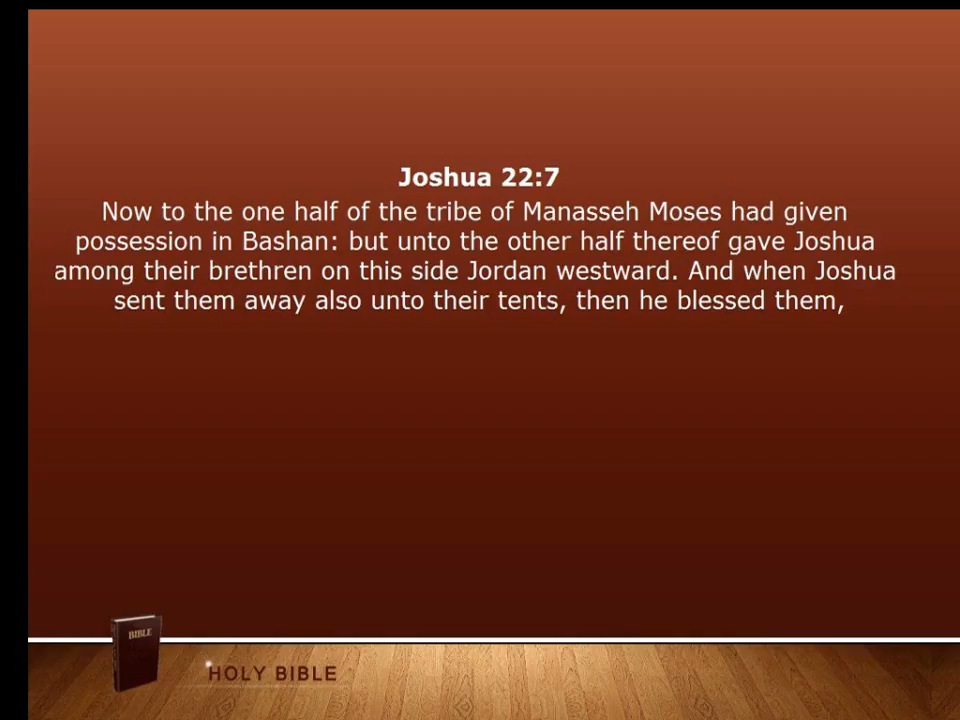 Joshua 22:7
Now to the one half of the tribe of Manasseh Moses had given
possession in Bashan: but unto the other half thereof gave Joshua
among their brethren on this side Jordan westward. And when Joshua
sent them away also unto their tents, then he blessed them,
BIBLE
HOLY BIBLE